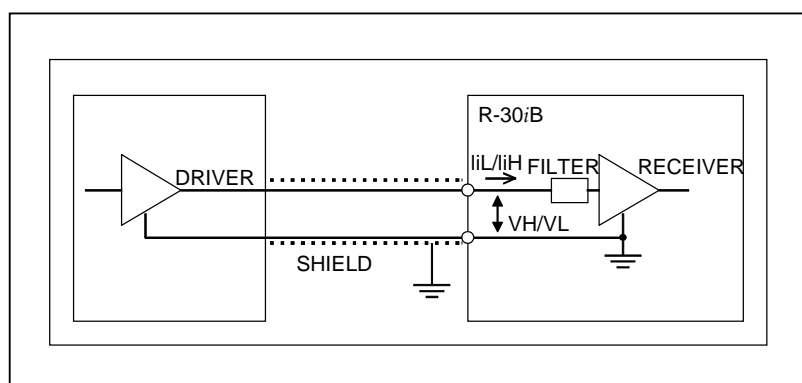 R-30iB
IiL/IiH
FILTER
RECEIVER
DRIVER
VH/VL
SHIELD